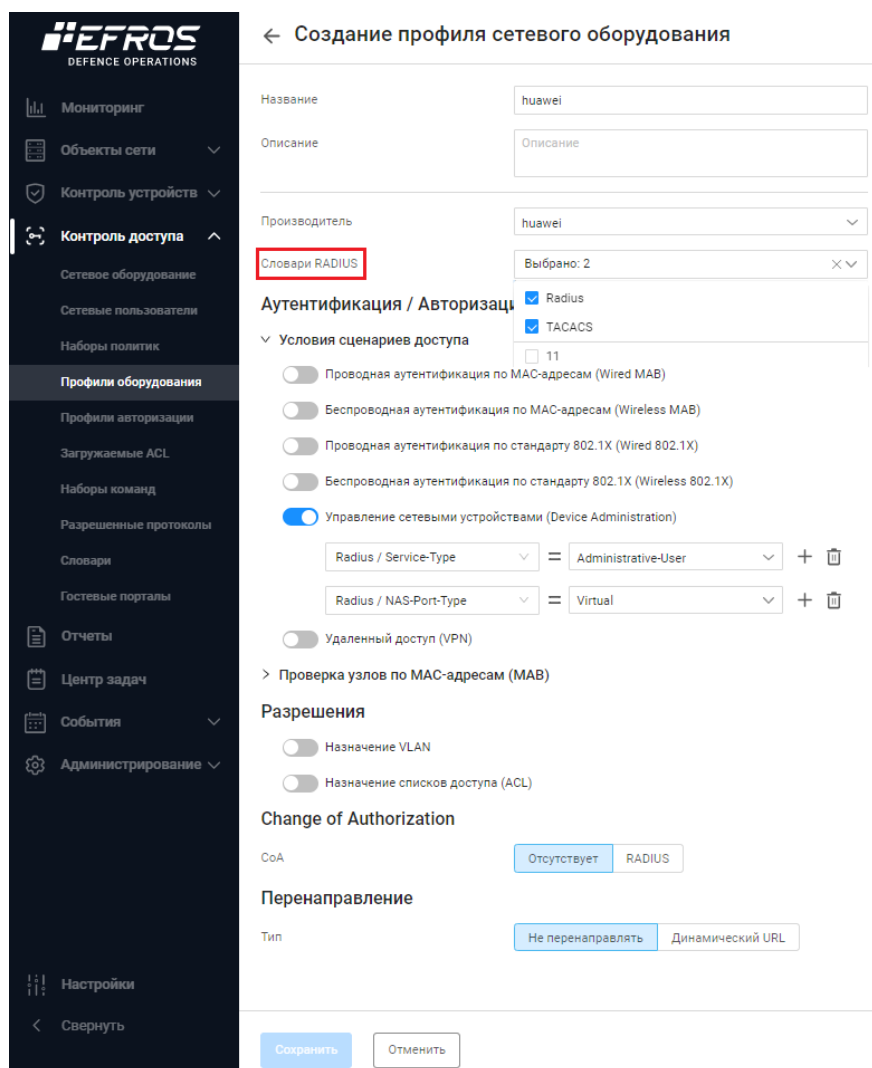 EFROS
DEFENCE OPERATIONS
Мониторинг
Объекты сети
Контроль устройств
Контроль доступа
Сетевое оборудование
Сетевые пользователи
Наборы политик
Профили оборудования
Профили авторизации
Загружаемые ACL
Наборы команд
Разрешенные протоколы
Словари
Гостевые порталы
Отчеты
Центр задач
События
Администрирование
Настройки
Свернуть
Создание профиля сетевого оборудования
Название
huawei
Описание
Описание
Производитель
huawei
Словари RADIUS
Выбрано: 2
Radius
TACACS
11
Аутентификация / Авторизаци
Условия сценариев доступа
Проводная аутентификация по MAC-адресам (Wired MAB)
Беспроводная аутентификация по MAC-адресам (Wireless MAB)
Проводная аутентификация по стандарту 802.1X (Wired 802.1X)
Беспроводная аутентификация по стандарту 802.1X (Wireless 802.1X)
Управление сетевыми устройствами (Device Administration)
Radius / Service-Type = Administrative-User
Radius / NAS-Port-Type = Virtual
Удаленный доступ (VPN)
Проверка узлов по MAC-адресам (MAB)
Разрешения
Назначение VLAN
Назначение списков доступа (ACL)
Change of Authorization
CoA
Отсутствует RADIUS
Перенаправление
Тип
Не перенаправлять Динамический URL
Сохранить Отменить